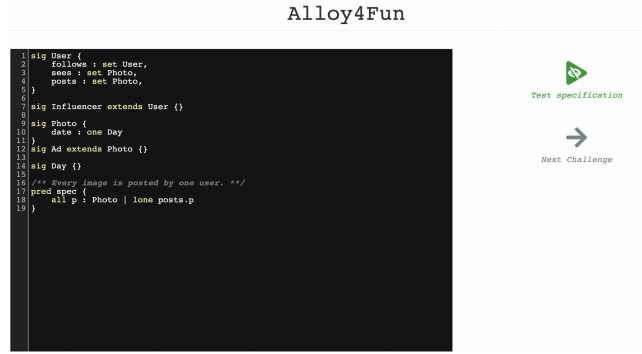 Alloy4Fun
1 sig User {
2     follows : set User,
3     sees : set Photo,
4     posts : set Photo,
5 }
6
7 sig Influencer extends User {}
8
9 sig Photo {
10     date : one Day
11 }
12 sig Ad extends Photo {}
13
14 sig Day {}
15
16 /** Every image is posted by one user. **/
17 pred spec {
18     all p : Photo | lone posts.p
19 }
Test specification
Next Challenge